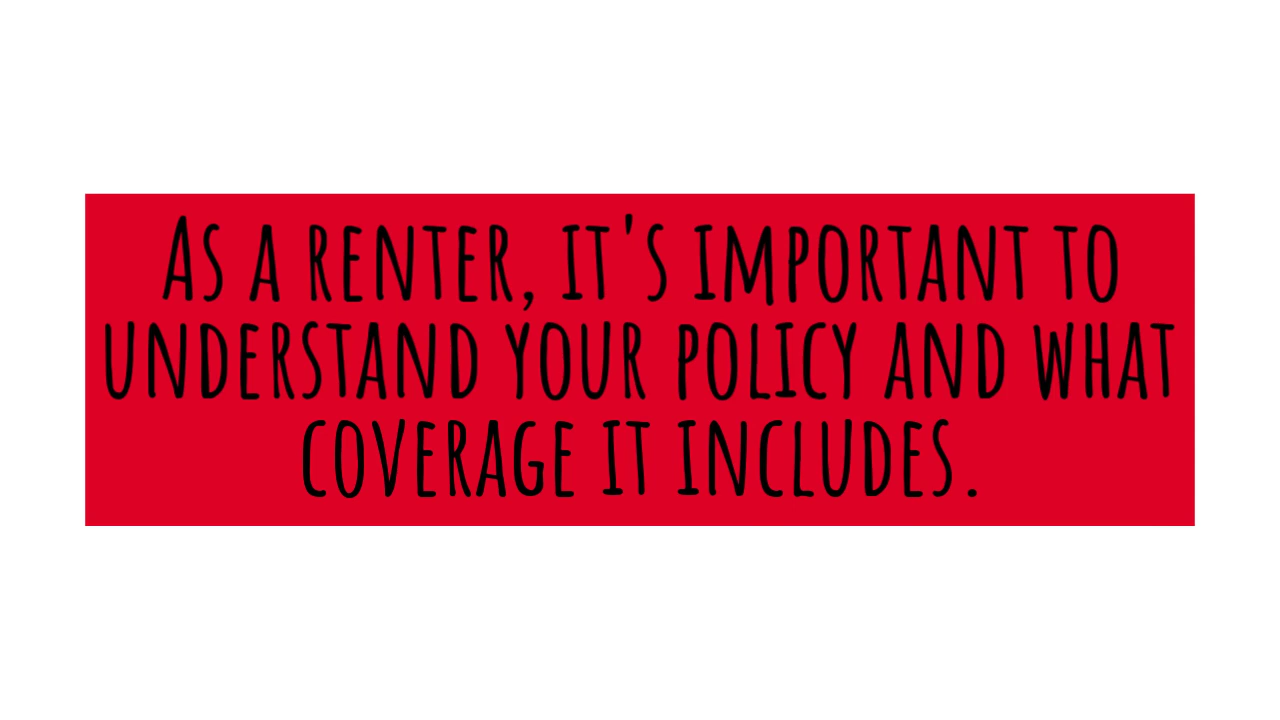 As a renter, it's important to
understand your policy and what
coverage it includes.